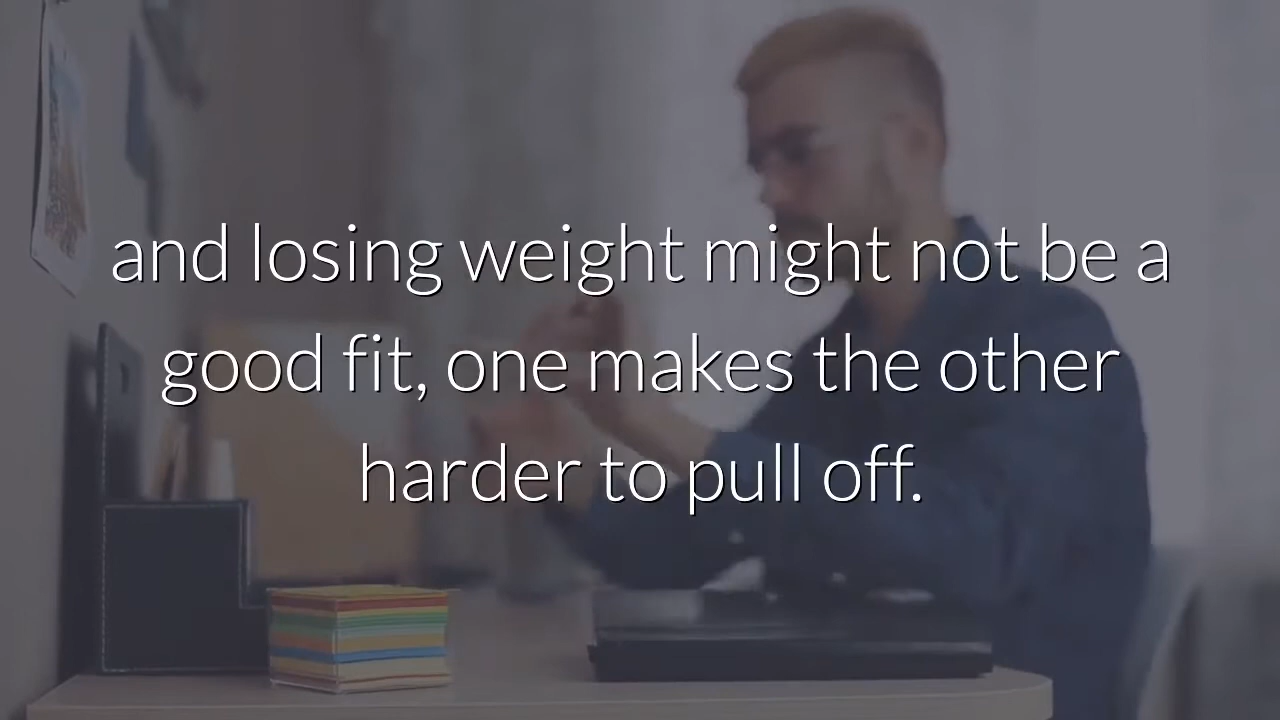 and losing weight might not be a
good fit, one makes the other
harder to pull off.